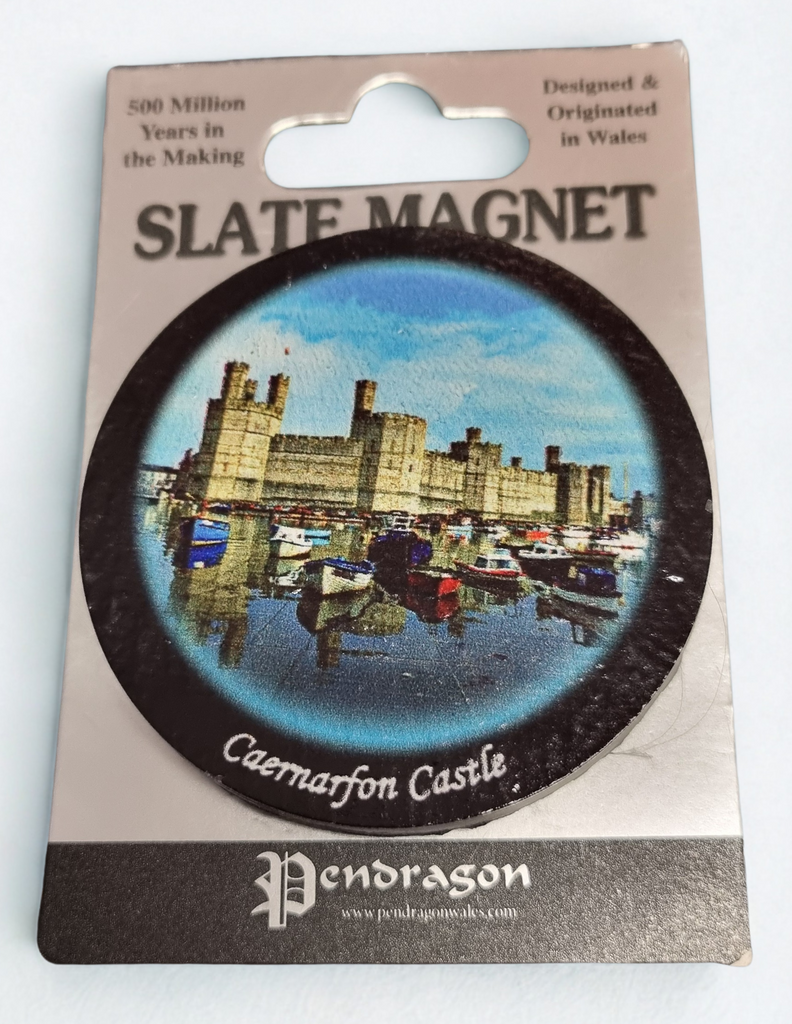 500 Million
Years in
the Making
Designed &
Originated
in Wales
SLATE MAGNET
Caernarfon Castle
Pendragon
www.pendragonwales.com